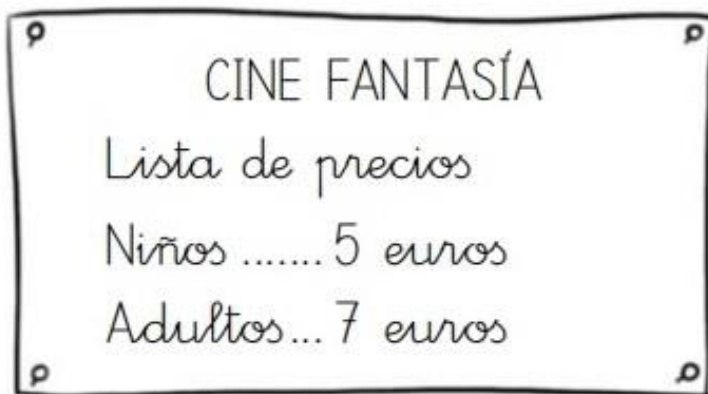 CINE FANTASÍA
Lista de precios
Niños ....... 5 euros
Adultos... 7 euros